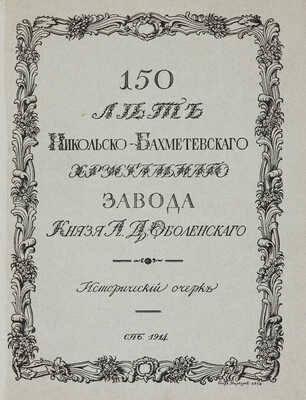 150
ЛѢТЪ
НИКОЛЬСКО-БАХМЕТЕВСКАГО
ХРУСТАЛЬНАГО
ЗАВОДА
КНЯЗЯ А. Д. ОБОЛЕНСКАГО
Историческій очеркъ
СПБ. 1914.